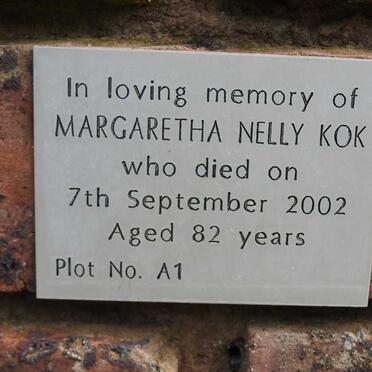 In loving memory of
MARGARETHA NELLY KOK
who died on
7th September 2002
Aged 82 years
Plot No. A1